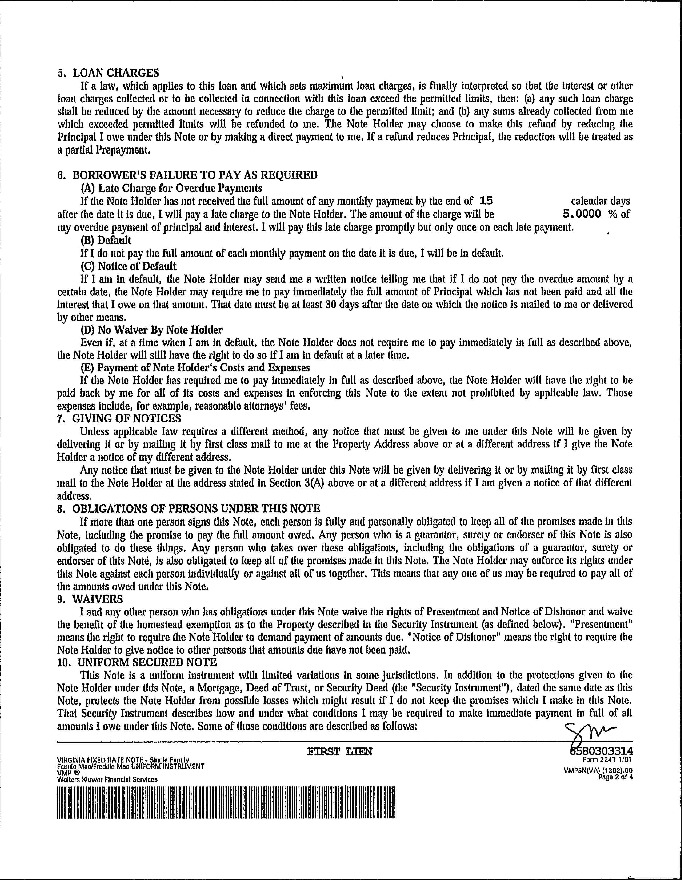 5. LOAN CHARGES
If a law, which applies to this loan and which sets maximum loan charges, is finally interpreted so that the interest or other
loan charges collected or to be collected in connection with this loan exceed the permitted limits, then: (a) any such loan charge
shall be reduced by the amount necessary to reduce the charge to the permitted limit; and (b) any sums already collected from me
which exceeded permitted limits will be refunded to me. The Note Holder may choose to make this refund by reducing the
Principal I owe under this Note or by making a direct payment to me. If a refund reduces Principal, the reduction will be treated as
a partial Prepayment.
6. BORROWER'S FAILURE TO PAY AS REQUIRED
(A) Late Charge for Overdue Payments
If the Note Holder has not received the full amount of any monthly payment by the end of 15 calendar days
after the date it is due, I will pay a late charge to the Note Holder. The amount of the charge will be 5.0000 % of
my overdue payment of principal and interest. I will pay this late charge promptly but only once on each late payment.
(B) Default
If I do not pay the full amount of each monthly payment on the date it is due, I will be in default.
(C) Notice of Default
If I am in default, the Note Holder may send me a written notice telling me that if I do not pay the overdue amount by a
certain date, the Note Holder may require me to pay immediately the full amount of Principal which has not been paid and all the
interest that I owe on that amount. That date must be at least 30 days after the date on which the notice is mailed to me or delivered
by other means.
(D) No Waiver By Note Holder
Even if, at a time when I am in default, the Note Holder does not require me to pay immediately in full as described above,
the Note Holder will still have the right to do so if I am in default at a later time.
(E) Payment of Note Holder's Costs and Expenses
If the Note Holder has required me to pay immediately in full as described above, the Note Holder will have the right to be
paid back by me for all of its costs and expenses in enforcing this Note to the extent not prohibited by applicable law. Those
expenses include, for example, reasonable attorneys' fees.
7. GIVING OF NOTICES
Unless applicable law requires a different method, any notice that must be given to me under this Note will be given by
delivering it or by mailing it by first class mail to me at the Property Address above or at a different address if I give the Note
Holder a notice of my different address.
Any notice that must be given to the Note Holder under this Note will be given by delivering it or by mailing it by first class
mail to the Note Holder at the address stated in Section 3(A) above or at a different address if I am given a notice of that different
address.
8. OBLIGATIONS OF PERSONS UNDER THIS NOTE
If more than one person signs this Note, each person is fully and personally obligated to keep all of the promises made in this
Note, including the promise to pay the full amount owed. Any person who is a guarantor, surety or endorser of this Note is also
obligated to do these things. Any person who takes over these obligations, including the obligations of a guarantor, surety or
endorser of this Note, is also obligated to keep all of the promises made in this Note. The Note Holder may enforce its rights under
this Note against each person individually or against all of us together. This means that any one of us may be required to pay all of
the amounts owed under this Note.
9. WAIVERS
I and any other person who has obligations under this Note waive the rights of Presentment and Notice of Dishonor and waive
the benefit of the homestead exemption as to the Property described in the Security Instrument (as defined below). "Presentment"
means the right to require the Note Holder to demand payment of amounts due. "Notice of Dishonor" means the right to require the
Note Holder to give notice to other persons that amounts due have not been paid.
10. UNIFORM SECURED NOTE
This Note is a uniform instrument with limited variations in some jurisdictions. In addition to the protections given to the
Note Holder under this Note, a Mortgage, Deed of Trust, or Security Deed (the "Security Instrument"), dated the same date as this
Note, protects the Note Holder from possible losses which might result if I do not keep the promises which I make in this Note.
That Security Instrument describes how and under what conditions I may be required to make immediate payment in full of all
amounts I owe under this Note. Some of those conditions are described as follows:
FIRST LIEN
6580303314
VIRGINIA FIXED RATE NOTE - Single Family
Fannie Mae/Freddie Mac UNIFORM INSTRUMENT
VMP ®
Wolters Kluwer Financial Services
Form 3247 1/01
VMP5N(VA) (1302).00
Page 2 of 4